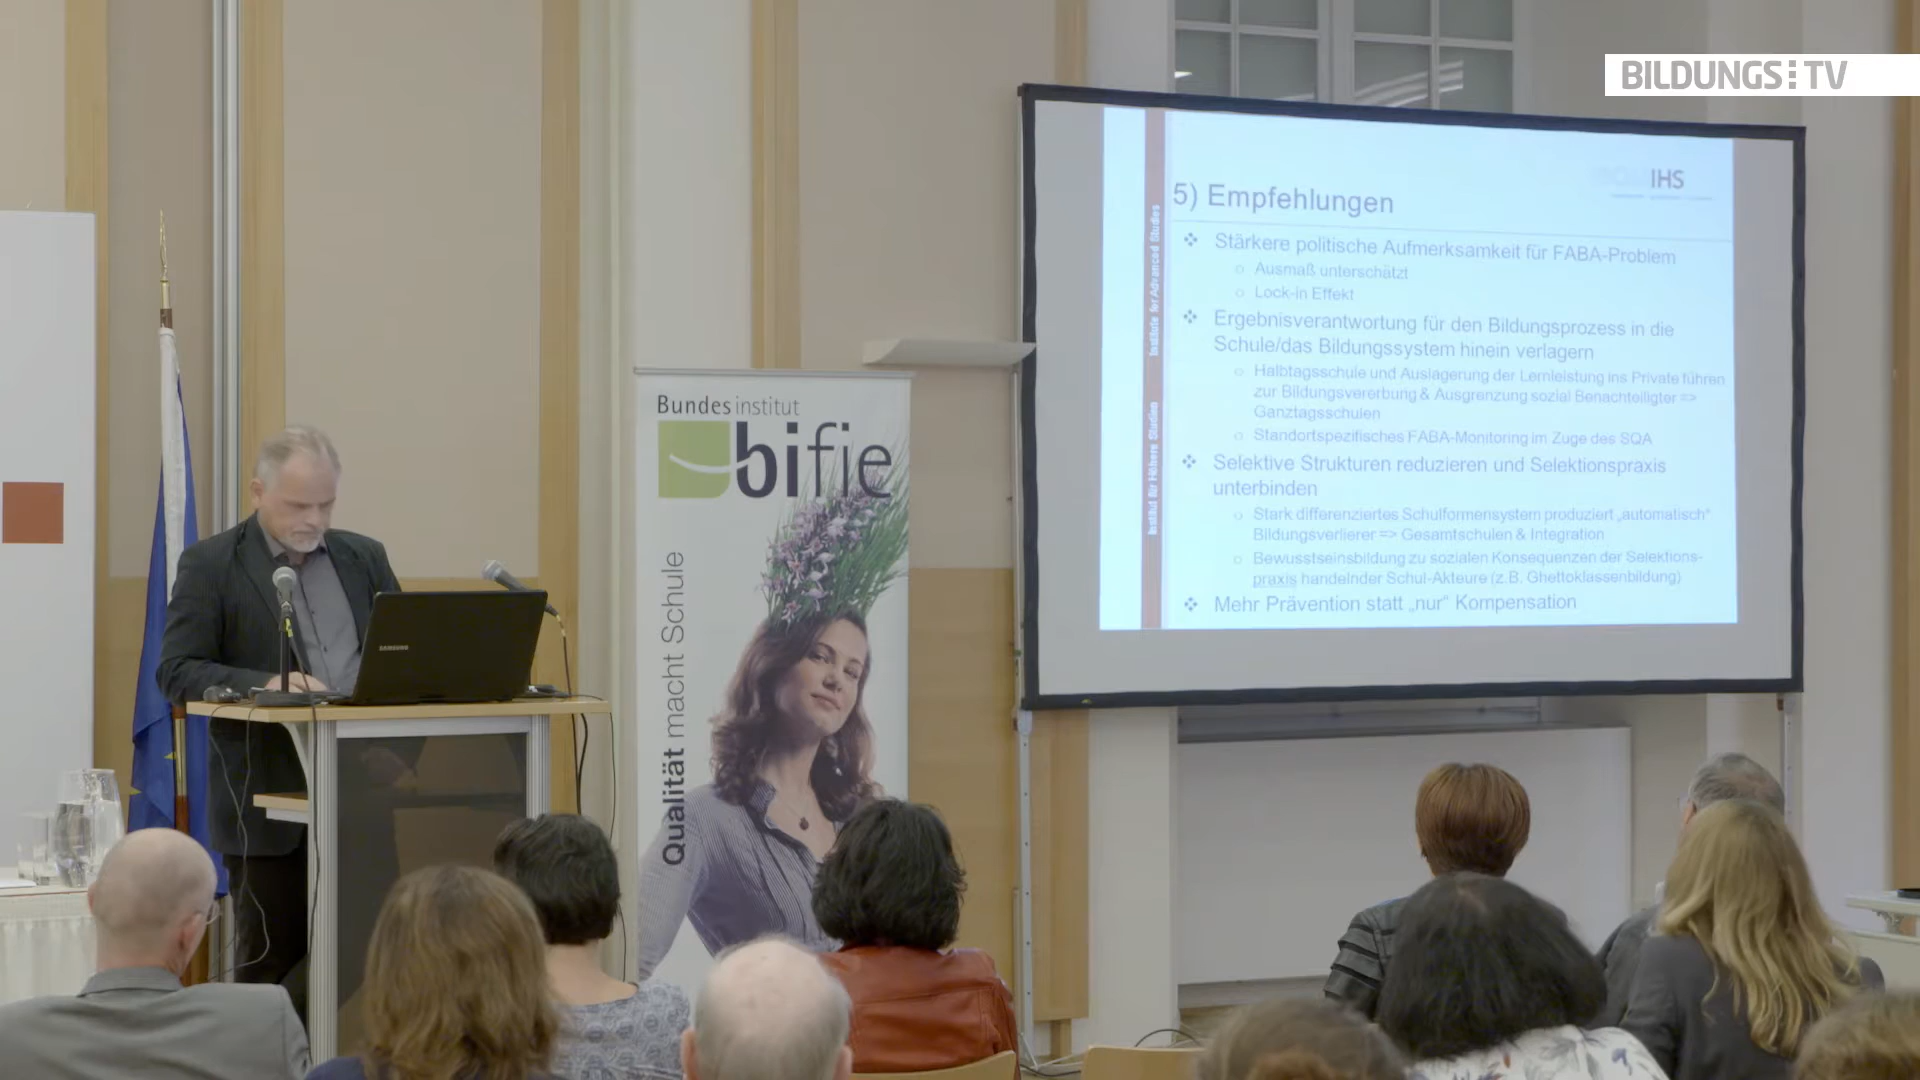 BILDUNGS:TV
IHS
5) Empfehlungen
Stärkere politische Aufmerksamkeit für FABA-Problem
Ausmaß unterschätzt
Lock-in Effekt
Ergebnisverantwortung für den Bildungsprozess in die
Schule/das Bildungssystem hinein verlagern
Halbtagsschule und Auslagerung der Lernleistung ins Private führen
zur Bildungsvererbung & Ausgrenzung sozial Benachteiligter =>
Ganztagsschulen
Standortspezifisches FABA-Monitoring im Zuge des SQA
Selektive Strukturen reduzieren und Selektionspraxis
unterbinden
Stark differenziertes Schulformensystem produziert „automatisch"
Bildungsverlierer => Gesamtschulen & Integration
Bewusstseinsbildung zu sozialen Konsequenzen der Selektions-
praxis handelnder Schul-Akteure (z.B. Ghettoklassenbildung)
Mehr Prävention statt „nur" Kompensation
Institut für Höhere Studien Institute for Advanced Studies
Bundesinstitut
bifie
Qualität macht Schule
SAMSUNG